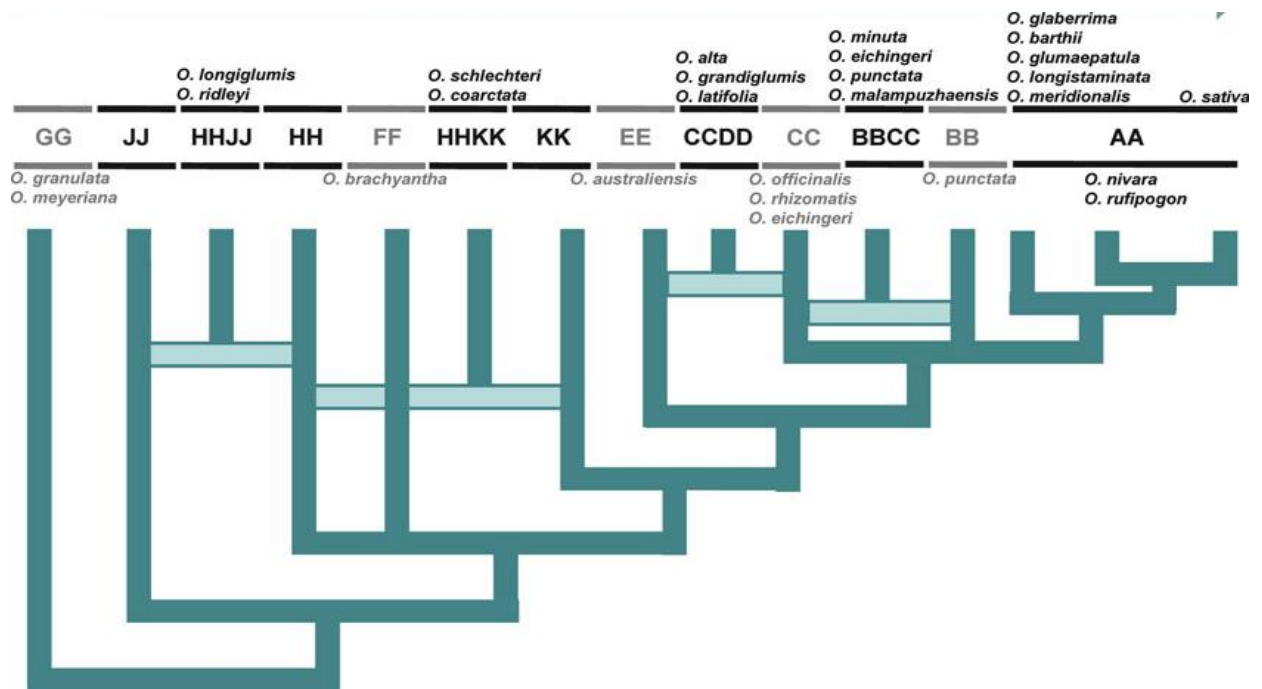 O. glaberrima
O. barthii
O. glumaepatula
O. longistaminata
O. meridionalis
O. sativa
O. minuta
O. eichingeri
O. punctata
O. malampuzhaensis
O. alta
O. grandiglumis
O. latifolia
O. schlechteri
O. coarctata
O. longiglumis
O. ridleyi
GG JJ HHJJ HH FF HHKK KK EE CCDD CC BBCC BB AA
O. granulata
O. meyeriana
O. brachyantha
O. australiensis
O. officinalis
O. rhizomatis
O. eichingeri
O. punctata
O. nivara
O. rufipogon